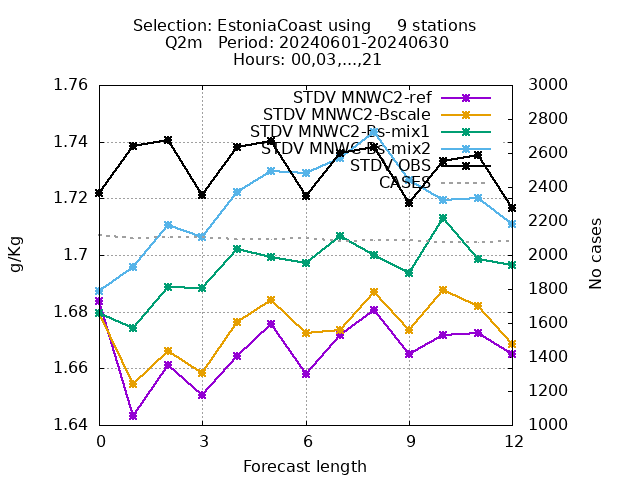 Selection: EstoniaCoast using     9 stations
Q2m   Period: 20240601-20240630
Hours: 00,03,...,21
STDV MNWC2-ref
STDV MNWC2-Bscale
STDV MNWC2-Bs-mix1
STDV MNWC2-Bs-mix2
STDV OBS
CASES
1.76
1.74
1.72
1.7
1.68
1.66
1.64
3000
2800
2600
2400
2200
2000
1800
1600
1400
1200
1000
0
3
6
9
12
g/Kg
No cases
Forecast length